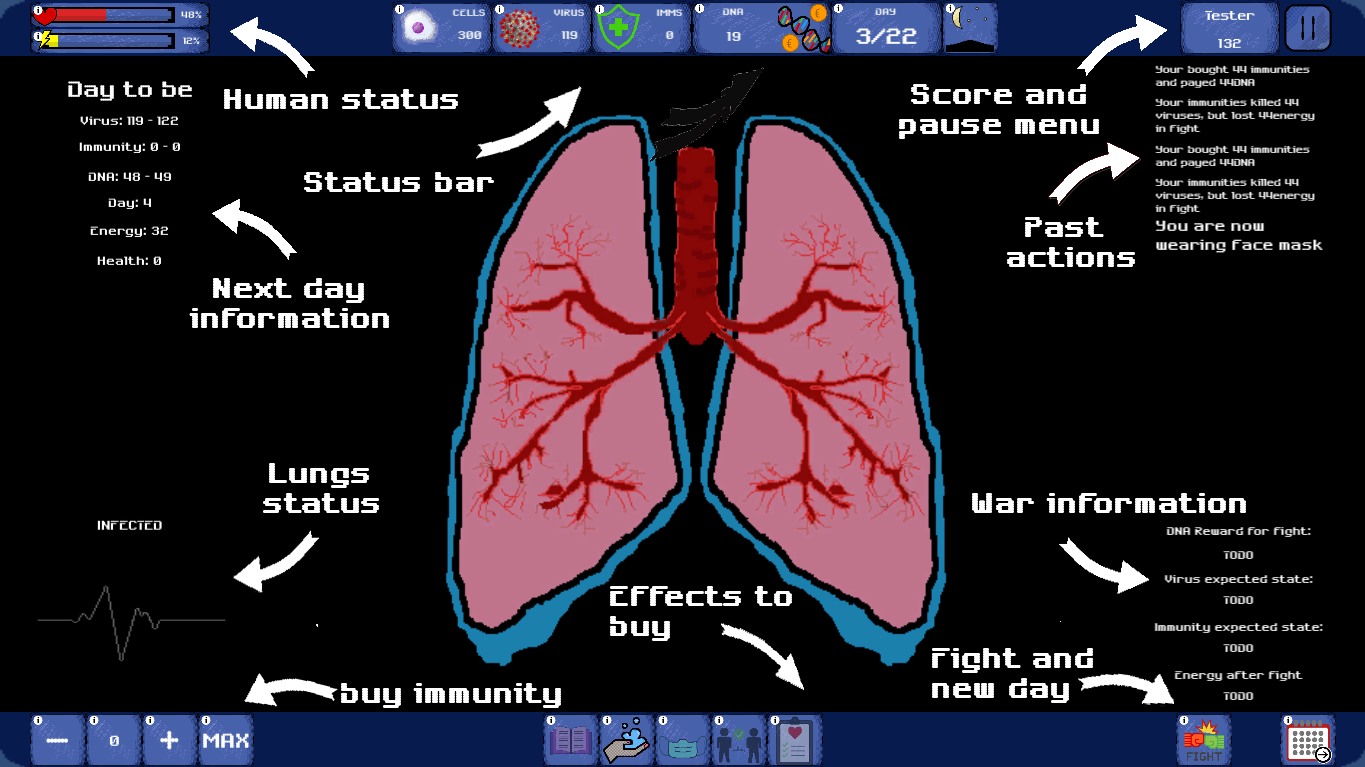 48%
12%
CELLS
300
VIRUS
119
IMMS
0
DNA
19
DAY
3/22
Tester
132
Day to be
Virus: 119 - 122
Immunity: 0 - 0
DNA: 48 - 49
Day: 4
Energy: 32
Health: 0
Human status
Status bar
Next day
information
Score and
pause menu
Your bought 44 immunities
and payed 44DNA
Your immunities killed 44
viruses, but lost 44energy
in fight
Your bought 44 immunities
and payed 44DNA
Your immunities killed 44
viruses, but lost 44energy
in fight
You are now
wearing face mask
Past
actions
Lungs
status
INFECTED
War information
DNA Reward for fight:
TODO
Virus expected state:
TODO
Immunity expected state:
TODO
Energy after fight
TODO
Effects to
buy
Fight and
new day
buy immunity
0
+
MAX
FIGHT